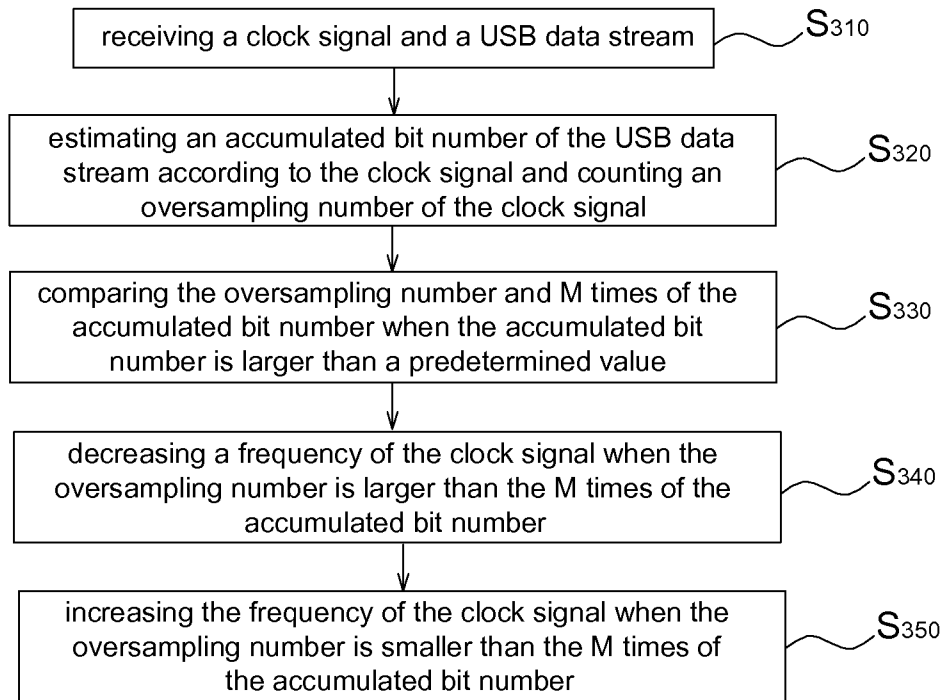 receiving a clock signal and a USB data stream
S310
estimating an accumulated bit number of the USB data
stream according to the clock signal and counting an
oversampling number of the clock signal
S320
comparing the oversampling number and M times of the
accumulated bit number when the accumulated bit
number is larger than a predetermined value
S330
decreasing a frequency of the clock signal when the
oversampling number is larger than the M times of the
accumulated bit number
S340
increasing the frequency of the clock signal when the
oversampling number is smaller than the M times of
the accumulated bit number
S350